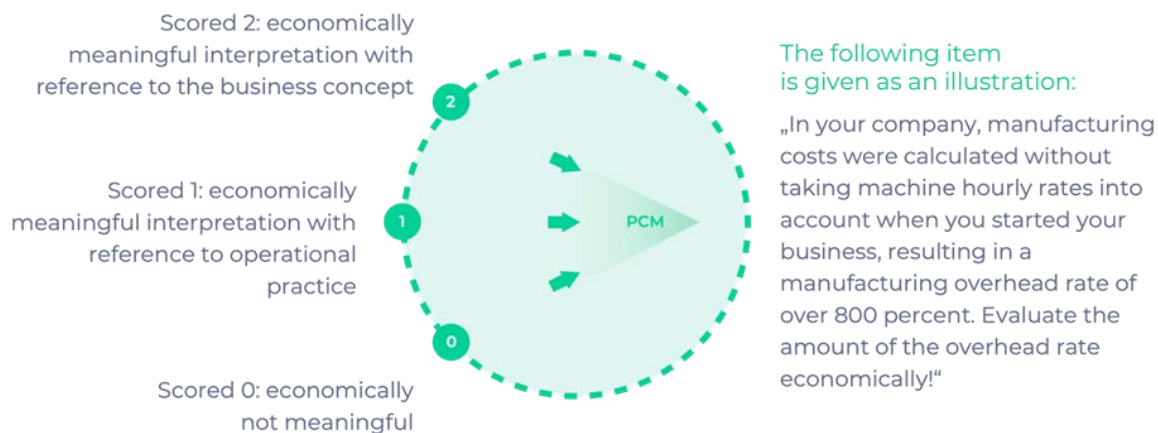 Scored 2: economically
meaningful interpretation with
reference to the business concept
2
Scored 1: economically
meaningful interpretation with
reference to operational
practice
1
Scored 0: economically
not meaningful
0
PCM
The following item
is given as an illustration:
„In your company, manufacturing
costs were calculated without
taking machine hourly rates into
account when you started your
business, resulting in a
manufacturing overhead rate of
over 800 percent. Evaluate the
amount of the overhead rate
economically!“